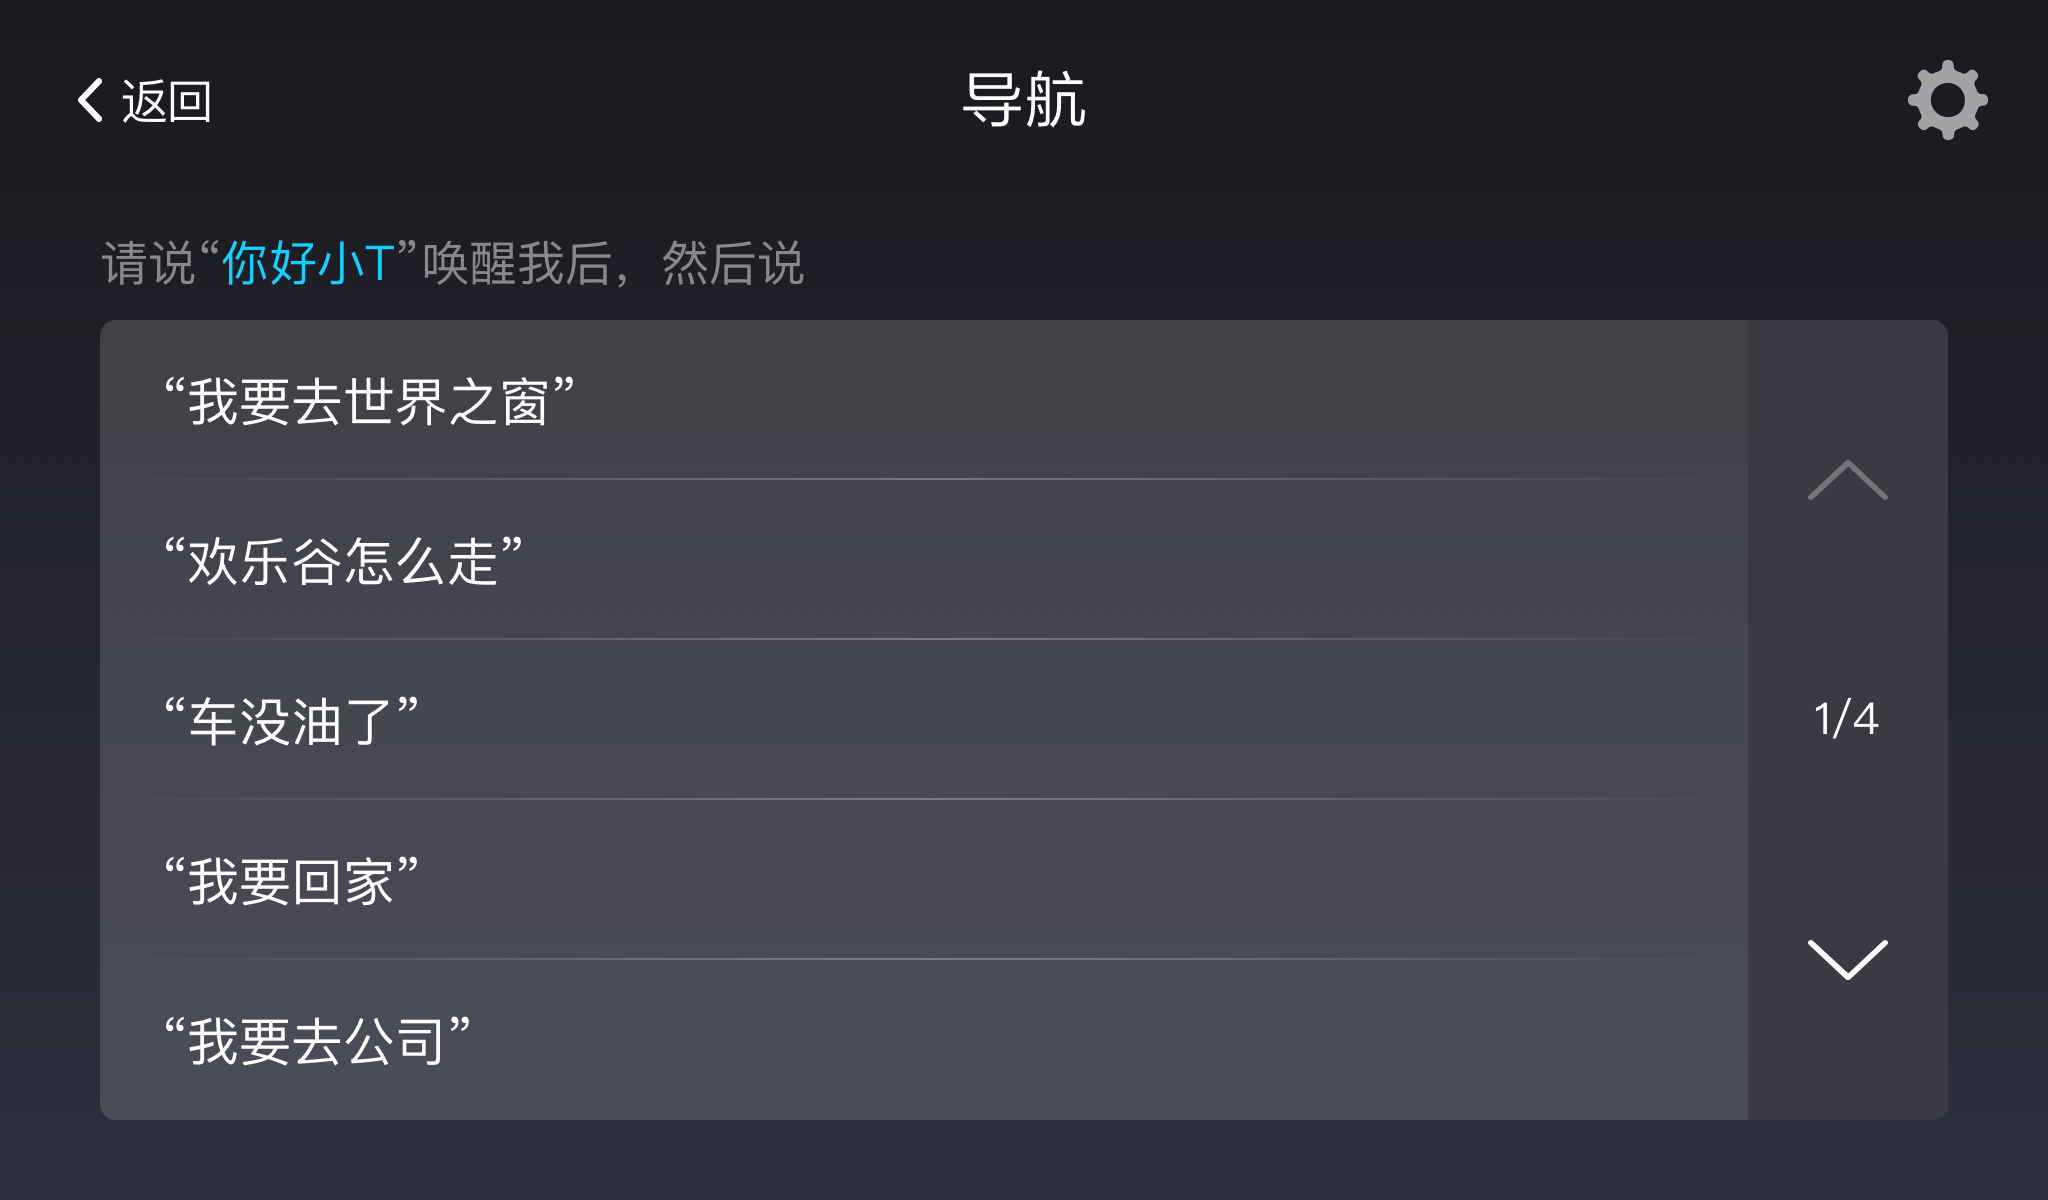 返回
导航
请说“你好小T”唤醒我后，然后说
“我要去世界之窗”
“欢乐谷怎么走”
“车没油了”
1/4
“我要回家”
“我要去公司”